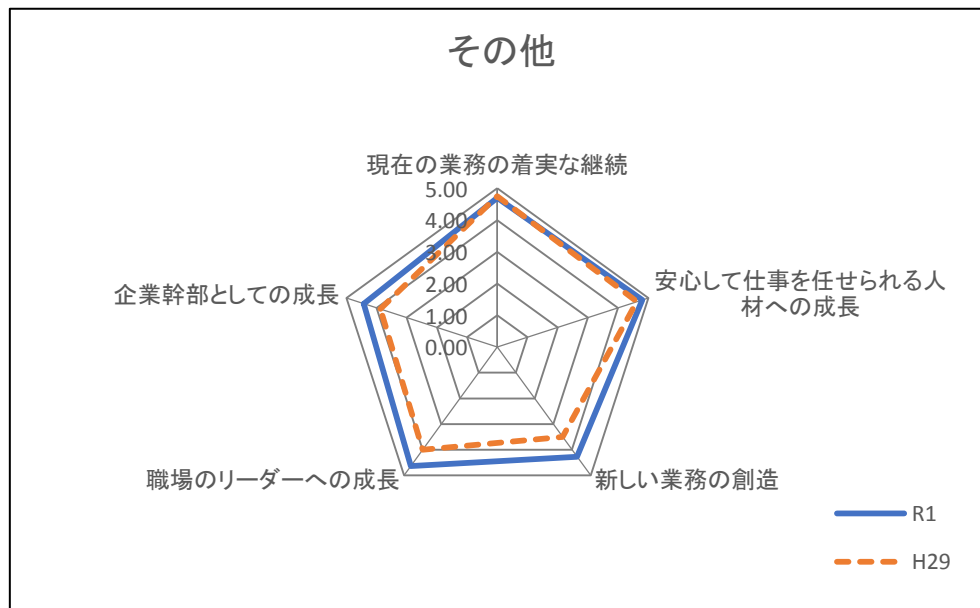 その他
現在の業務の着実な継続
5.00
4.00
3.00
2.00
1.00
0.00
安心して仕事を任せられる人
材への成長
企業幹部としての成長
職場のリーダーへの成長
新しい業務の創造
R1
H29